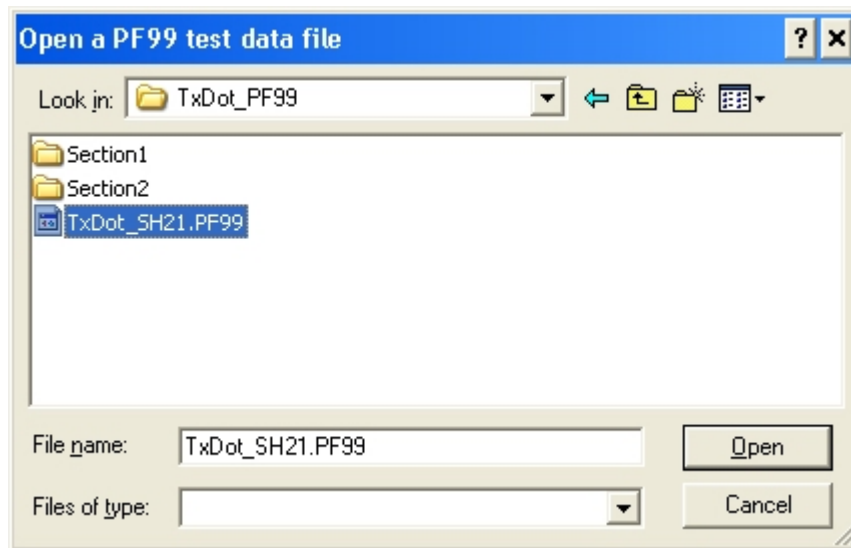 Open a PF99 test data file
Look in: TxDot_PF99
Section1
Section2
TxDot_SH21.PF99
File name: TxDot_SH21.PF99 Open
Files of type: Cancel